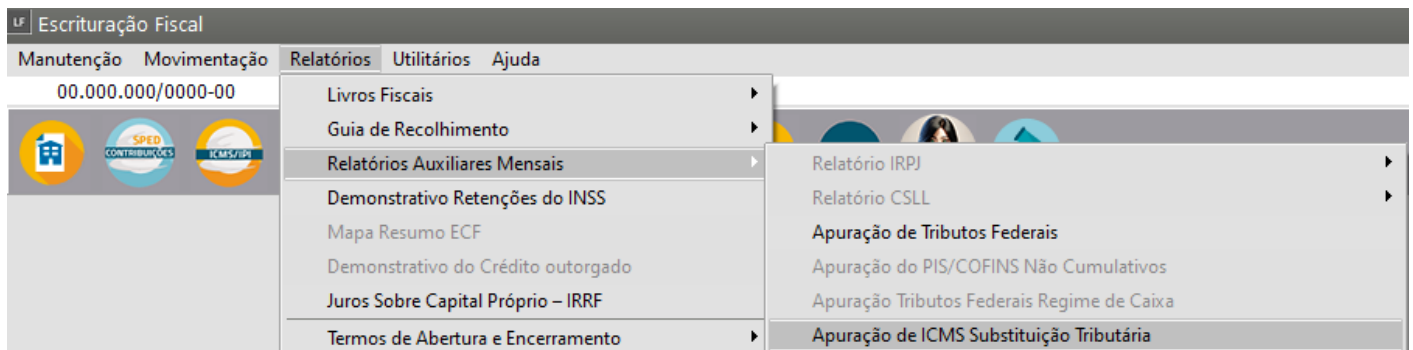 LF Escrituração Fiscal
Manutenção Movimentação Relatórios Utilitários Ajuda
00.000.000/0000-00
Livros Fiscais
Guia de Recolhimento
SPED CONTRIBUIÇÕES
ICMS/IPI
Relatórios Auxiliares Mensais
Relatório IRPJ
Demonstrativo Retenções do INSS
Relatório CSLL
Mapa Resumo ECF
Apuração de Tributos Federais
Demonstrativo do Crédito outorgado
Apuração do PIS/COFINS Não Cumulativos
Juros Sobre Capital Próprio – IRRF
Apuração Tributos Federais Regime de Caixa
Termos de Abertura e Encerramento
Apuração de ICMS Substituição Tributária